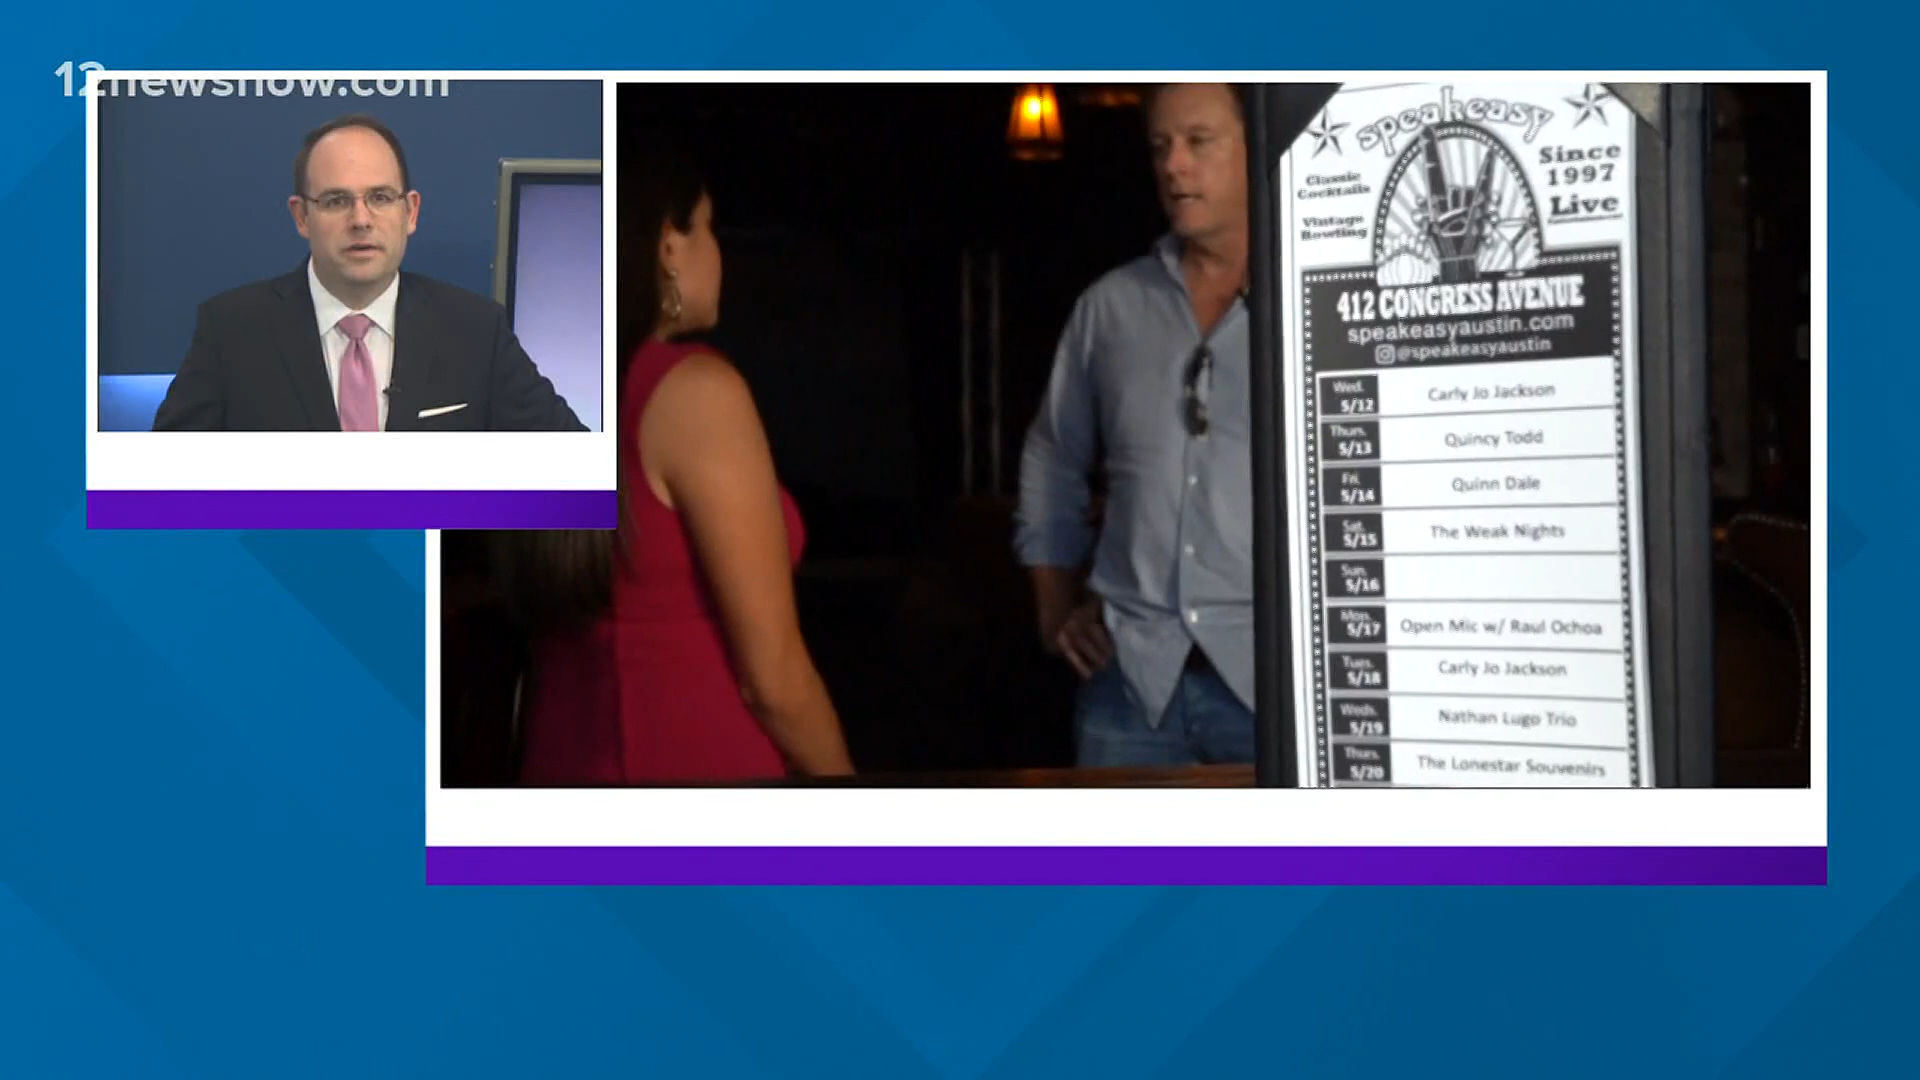 12newsnow.com
speakeasy
Classic
Cocktails
Vintage
Bowling
Since
1997
Live
412 CONGRESS AVENUE
speakeasyaustin.com
@speakeasyaustin
Wed. 5/12 Carly Jo Jackson
Thurs. 5/13 Quincy Todd
Fri. 5/14 Quinn Dale
Sat. 5/15 The Weak Nights
Sun. 5/16
Mon. 5/17 Open Mic w/ Raul Ochoa
Tues. 5/18 Carly Jo Jackson
Weds. 5/19 Nathan Lugo Trio
Thurs. 5/20 The Lonestar Souvenirs